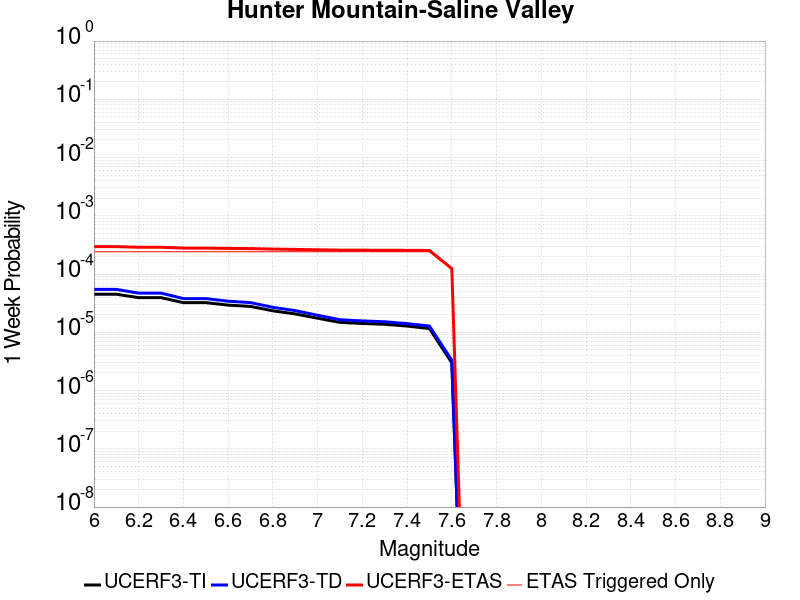 Hunter Mountain-Saline Valley
10^0
10^-1
10^-2
10^-3
10^-4
10^-5
10^-6
10^-7
10^-8
1 Week Probability
6 6.2 6.4 6.6 6.8 7 7.2 7.4 7.6 7.8 8 8.2 8.4 8.6 8.8 9
Magnitude
UCERF3-TI UCERF3-TD UCERF3-ETAS ETAS Triggered Only